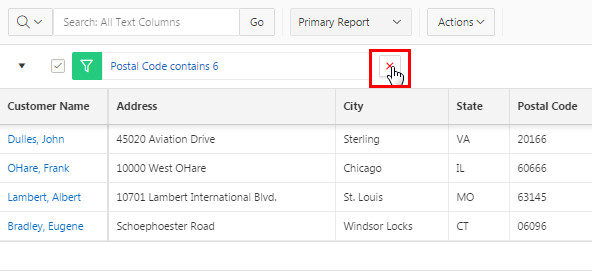 Search: All Text Columns Go Primary Report Actions
Postal Code contains 6
Customer Name Address City State Postal Code
Dulles, John 45020 Aviation Drive Sterling VA 20166
OHare, Frank 10000 West OHare Chicago IL 60666
Lambert, Albert 10701 Lambert International Blvd. St. Louis MO 63145
Bradley, Eugene Schoephoester Road Windsor Locks CT 06096